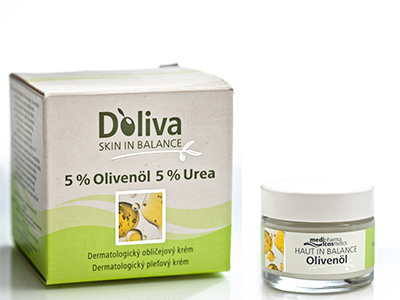 D'oliva
SKIN IN BALANCE
5 % Olivenöl 5 % Urea
Dermatologický obličejový krém
Dermatologický pleťový krém
medipharma
cosmetics
HAUT IN BALANCE
Olivenöl